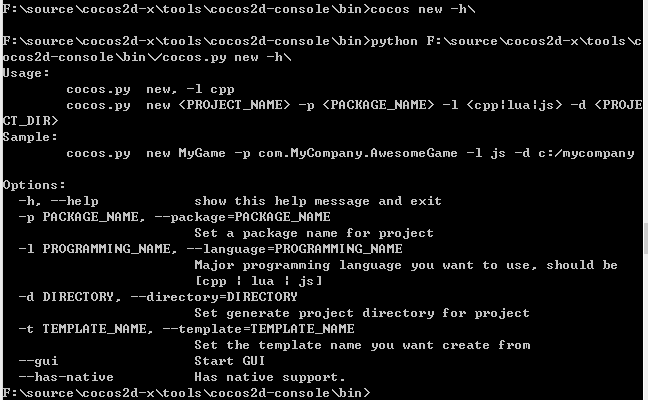 F:\source\cocos2d-x\tools\cocos2d-console\bin>cocos new -h\
F:\source\cocos2d-x\tools\cocos2d-console\bin>python F:\source\cocos2d-x\tools\c
ocos2d-console\bin\/cocos.py new -h\
Usage:
        cocos.py  new, -l cpp
        cocos.py  new <PROJECT_NAME> -p <PACKAGE_NAME> -l <cpp|lua|js> -d <PROJE
CT_DIR>
Sample:
        cocos.py  new MyGame -p com.MyCompany.AwesomeGame -l js -d c:/mycompany
Options:
  -h, --help            show this help message and exit
  -p PACKAGE_NAME, --package=PACKAGE_NAME
                        Set a package name for project
  -l PROGRAMMING_NAME, --language=PROGRAMMING_NAME
                        Major programming language you want to use, should be
                        [cpp | lua | js]
  -d DIRECTORY, --directory=DIRECTORY
                        Set generate project directory for project
  -t TEMPLATE_NAME, --template=TEMPLATE_NAME
                        Set the template name you want create from
  --gui                 Start GUI
  --has-native          Has native support.
F:\source\cocos2d-x\tools\cocos2d-console\bin>